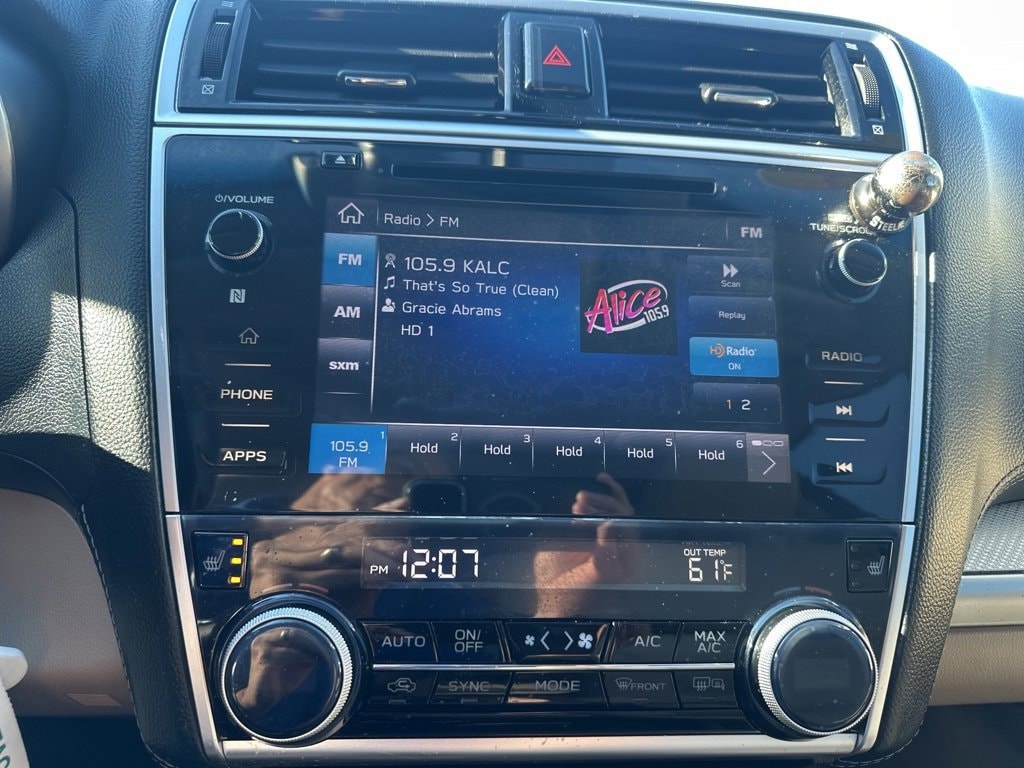 VOLUME
TUNE/SCROLL
STEELIE
Radio > FM
FM
FM
AM
sxm
105.9 KALC
That's So True (Clean)
Gracie Abrams
HD 1
Alice
105.9
Scan
Replay
HD Radio
ON
1 2
PHONE
APPS
RADIO
105.9
FM
1
Hold 2
Hold 3
Hold 4
Hold 5
Hold 6
PM 12:07
OUT TEMP
61°F
AUTO
ON/
OFF
A/C
MAX
A/C
SYNC
MODE
FRONT